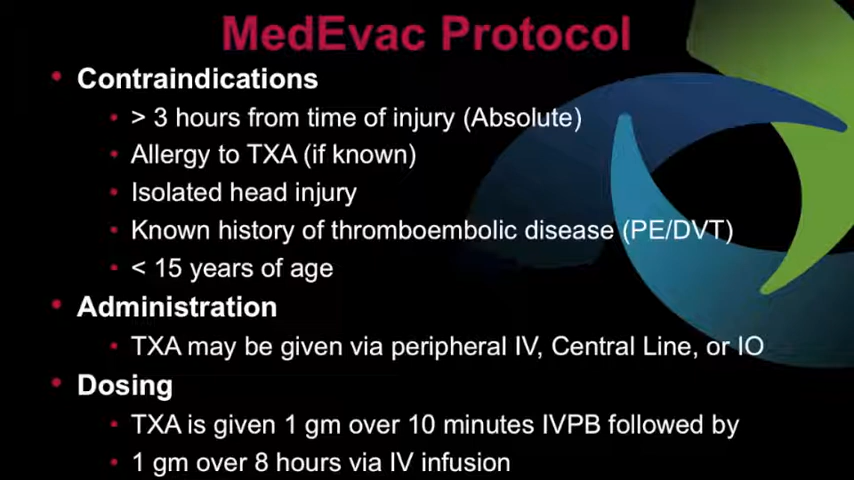 MedEvac Protocol
• Contraindications
• > 3 hours from time of injury (Absolute)
• Allergy to TXA (if known)
• Isolated head injury
• Known history of thromboembolic disease (PE/DVT)
• < 15 years of age
• Administration
• TXA may be given via peripheral IV, Central Line, or IO
• Dosing
• TXA is given 1 gm over 10 minutes IVPB followed by
• 1 gm over 8 hours via IV infusion